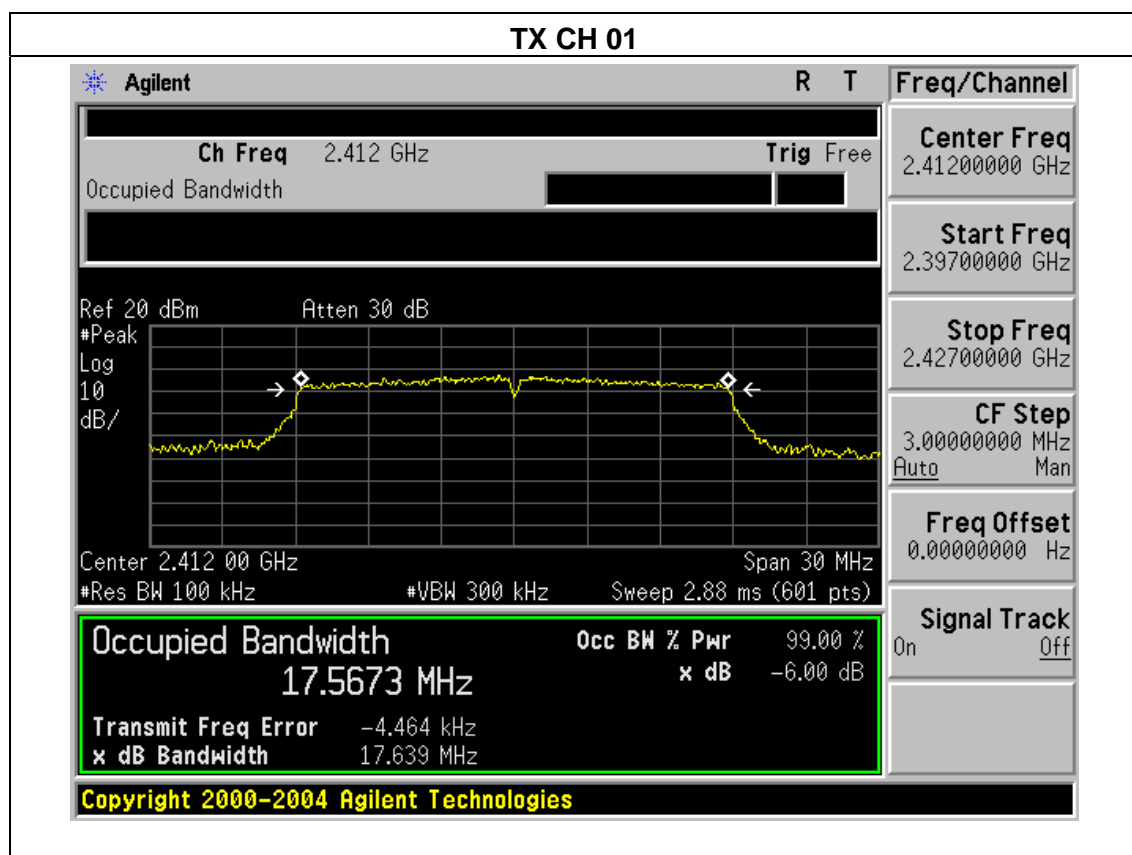 TX CH 01
Agilent R T Freq/Channel
Ch Freq 2.412 GHz Trig Free
Occupied Bandwidth
Center Freq
2.41200000 GHz
Start Freq
2.39700000 GHz
Stop Freq
2.42700000 GHz
CF Step
3.00000000 MHz
Auto Man
Freq Offset
0.00000000 Hz
Signal Track
On Off
Ref 20 dBm Atten 30 dB
#Peak
Log
10
dB/
Center 2.412 00 GHz Span 30 MHz
#Res BW 100 kHz #VBW 300 kHz Sweep 2.88 ms (601 pts)
Occupied Bandwidth Occ BW % Pwr 99.00 %
17.5673 MHz x dB -6.00 dB
Transmit Freq Error -4.464 kHz
x dB Bandwidth 17.639 MHz
Copyright 2000-2004 Agilent Technologies